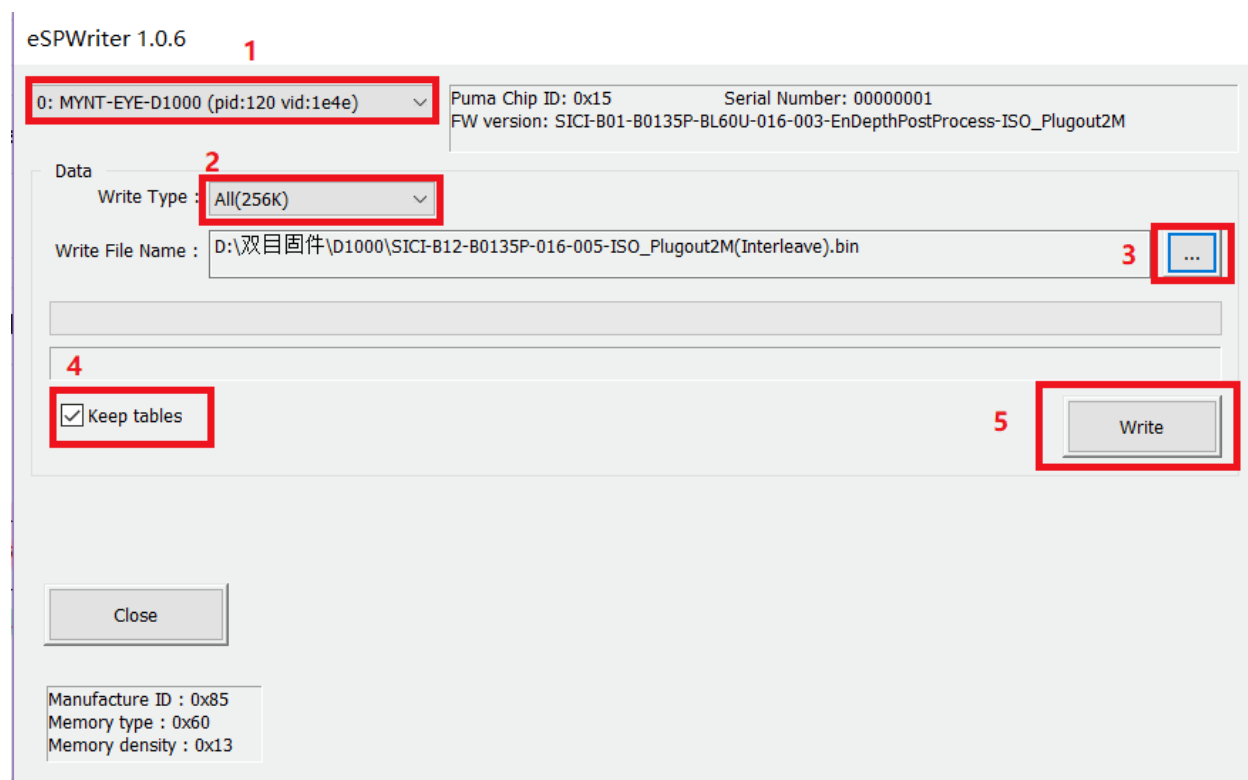 eSPWriter 1.0.6
1
0: MYNT-EYE-D1000 (pid:120 vid:1e4e)
Puma Chip ID: 0x15 Serial Number: 00000001
FW version: SICI-B01-B0135P-BL60U-016-003-EnDepthPostProcess-ISO_Plugout2M
Data
2
Write Type : All(256K)
Write File Name : D:\双目固件\D1000\SICI-B12-B0135P-016-005-ISO_Plugout2M(Interleave).bin
3 ...
4
Keep tables
5 Write
Close
Manufacture ID : 0x85
Memory type : 0x60
Memory density : 0x13